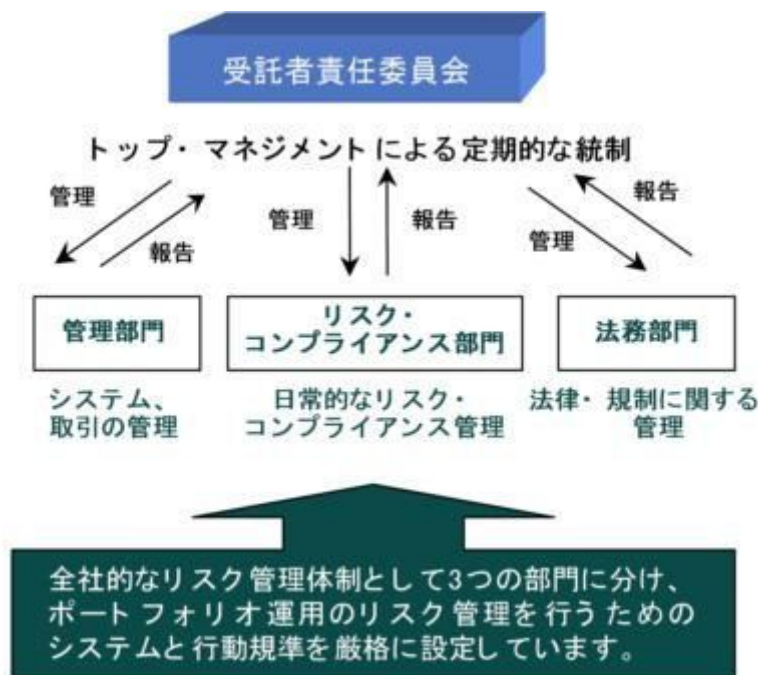 受託者責任委員会
トップ・マネジメントによる定期的な統制
管理
報告
管理
報告
管理
報告
管理部門
リスク・
コンプライアンス部門
法務部門
システム、
取引の管理
日常的なリスク・
コンプライアンス管理
法律・規制に関する
管理
全社的なリスク管理体制として3つの部門に分け、
ポートフォリオ運用のリスク管理を行うための
システムと行動規準を厳格に設定しています。